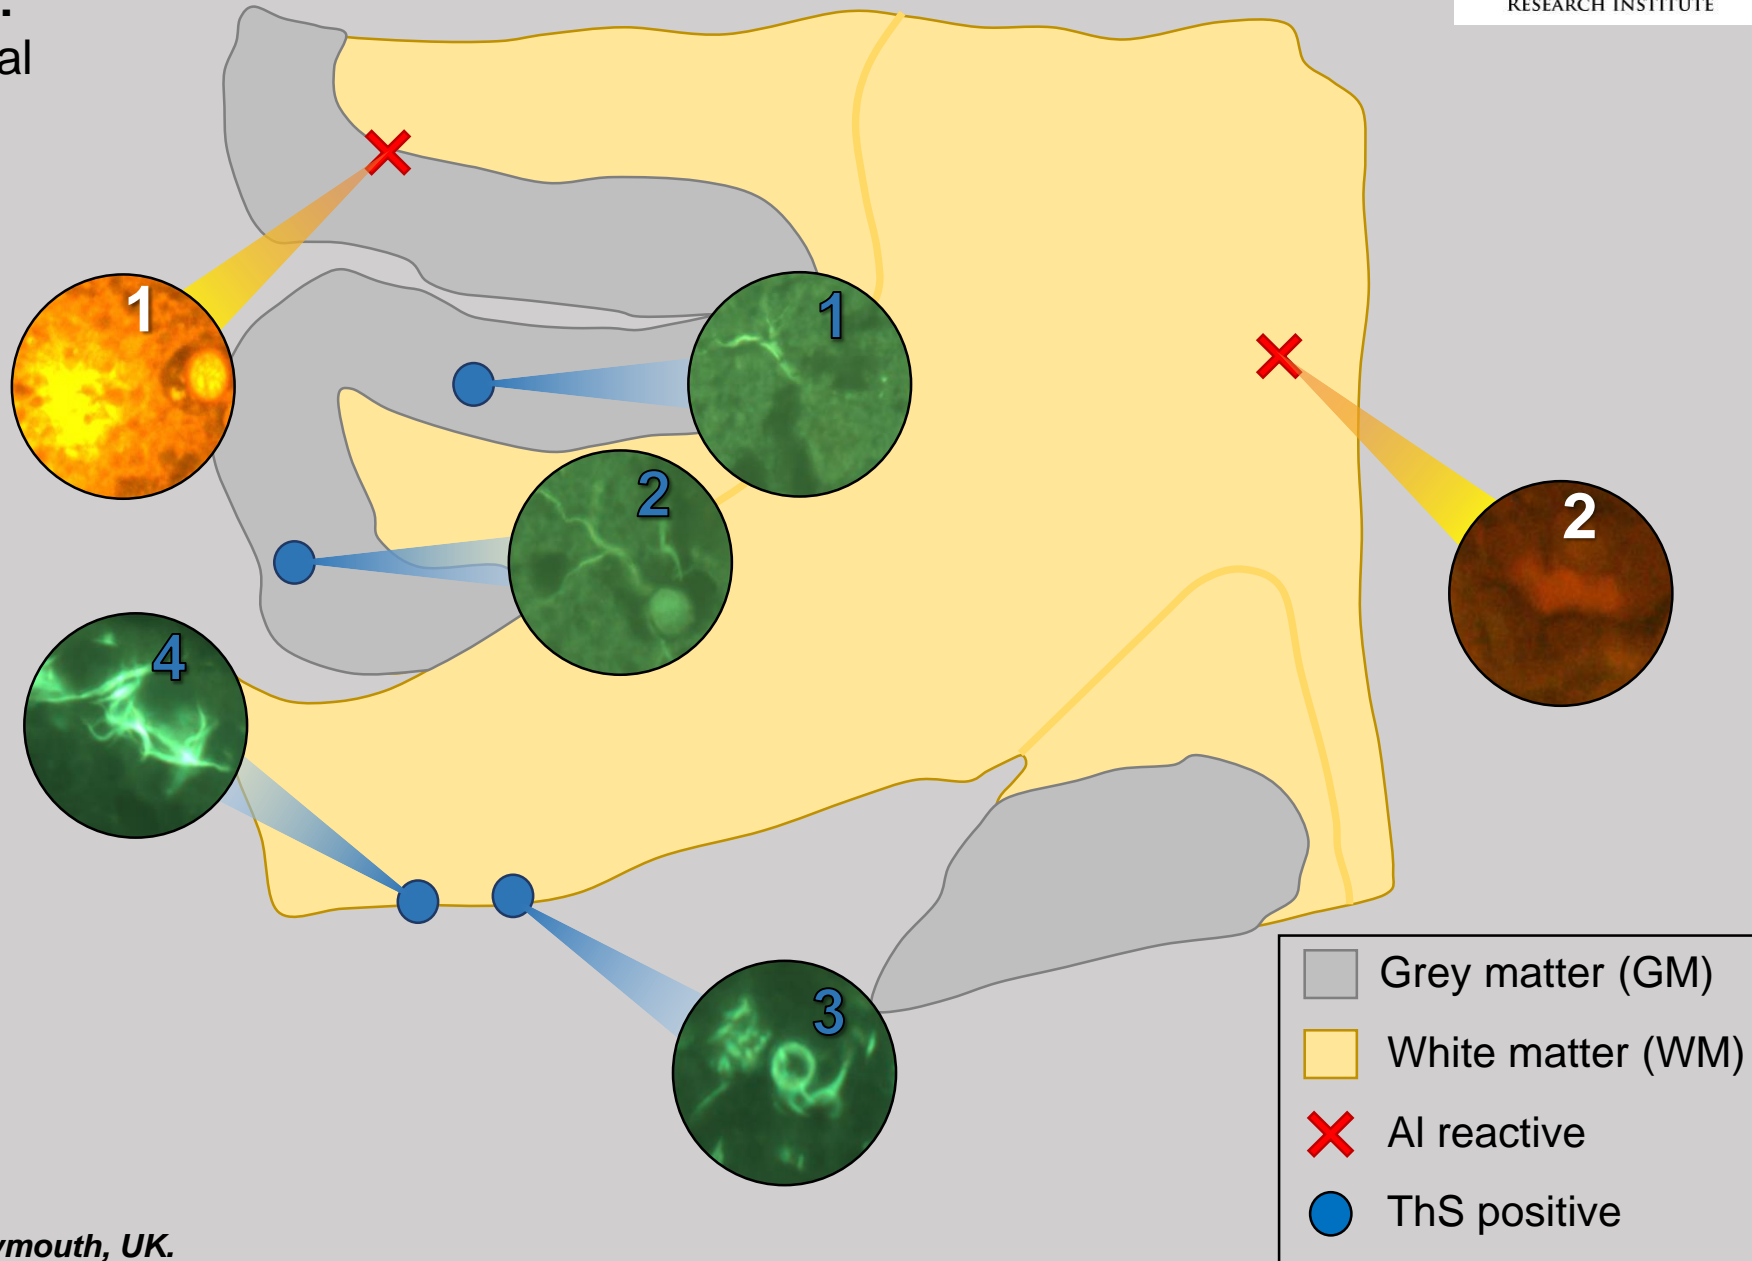 .
al
RESEARCH INSTITUTE
1
1
2
2
4
3
Grey matter (GM)
White matter (WM)
Al reactive
ThS positive
mouth, UK.